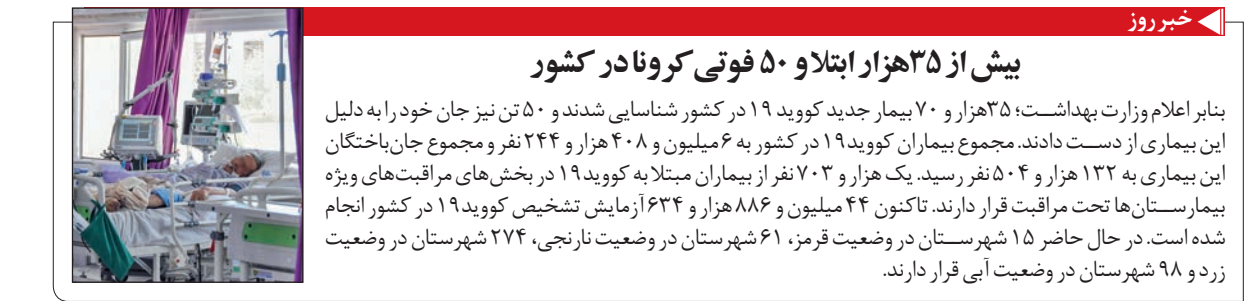 خبر روز
بیش از ۳۵هزار ابتلا و ۵۰ فوتی کرونا در کشور
بنابر اعلام وزارت بهداشت؛ ۳۵هزار و ۷۰ بیمار جدید کووید ۱۹ در کشور شناسایی شدند و ۵۰ تن نیز جان خود را به دلیل
این بیماری از دست دادند. مجموع بیماران کووید۱۹ در کشور به ۶میلیون و ۴۰۸ هزار و ۲۴۴ نفر و مجموع جان‌باختگان
این بیماری به ۱۳۲ هزار و ۵۰۴ نفر رسید. یک هزار و ۷۰۳ نفر از بیماران مبتلا به کووید۱۹ در بخش‌های مراقبت‌های ویژه
بیمارستان‌ها تحت مراقبت قرار دارند. تاکنون ۴۴ میلیون و ۸۸۶ هزار و ۶۳۴ آزمایش تشخیص کووید۱۹ در کشور انجام
شده است. در حال حاضر ۱۵ شهرستان در وضعیت قرمز، ۶۱ شهرستان در وضعیت نارنجی، ۲۷۴ شهرستان در وضعیت
زرد و ۹۸ شهرستان در وضعیت آبی قرار دارند.